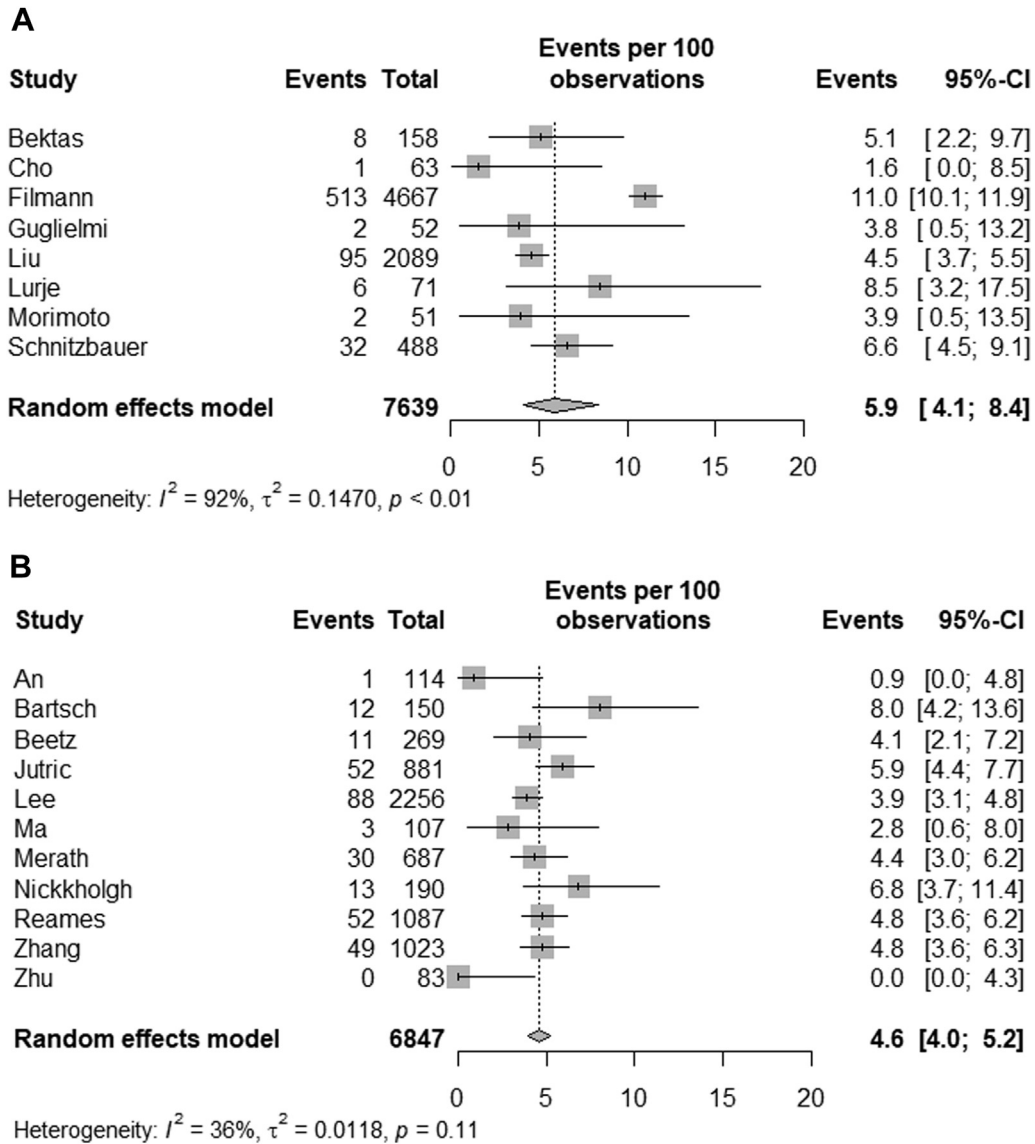 A
Events per 100
Study Events Total observations Events 95%-CI
Bektas 8 158 5.1 [ 2.2; 9.7]
Cho 1 63 1.6 [ 0.0; 8.5]
Filmann 513 4667 11.0 [10.1; 11.9]
Guglielmi 2 52 3.8 [ 0.5; 13.2]
Liu 95 2089 4.5 [ 3.7; 5.5]
Lurje 6 71 8.5 [ 3.2; 17.5]
Morimoto 2 51 3.9 [ 0.5; 13.5]
Schnitzbauer 32 488 6.6 [ 4.5; 9.1]
Random effects model 7639 5.9 [ 4.1; 8.4]
0 5 10 15 20
Heterogeneity: I² = 92%, τ² = 0.1470, p < 0.01
B
Events per 100
Study Events Total observations Events 95%-CI
An 1 114 0.9 [0.0; 4.8]
Bartsch 12 150 8.0 [4.2; 13.6]
Beetz 11 269 4.1 [2.1; 7.2]
Jutric 52 881 5.9 [4.4; 7.7]
Lee 88 2256 3.9 [3.1; 4.8]
Ma 3 107 2.8 [0.6; 8.0]
Merath 30 687 4.4 [3.0; 6.2]
Nickkholgh 13 190 6.8 [3.7; 11.4]
Reames 52 1087 4.8 [3.6; 6.2]
Zhang 49 1023 4.8 [3.6; 6.3]
Zhu 0 83 0.0 [0.0; 4.3]
Random effects model 6847 4.6 [4.0; 5.2]
0 5 10 15 20
Heterogeneity: I² = 36%, τ² = 0.0118, p = 0.11